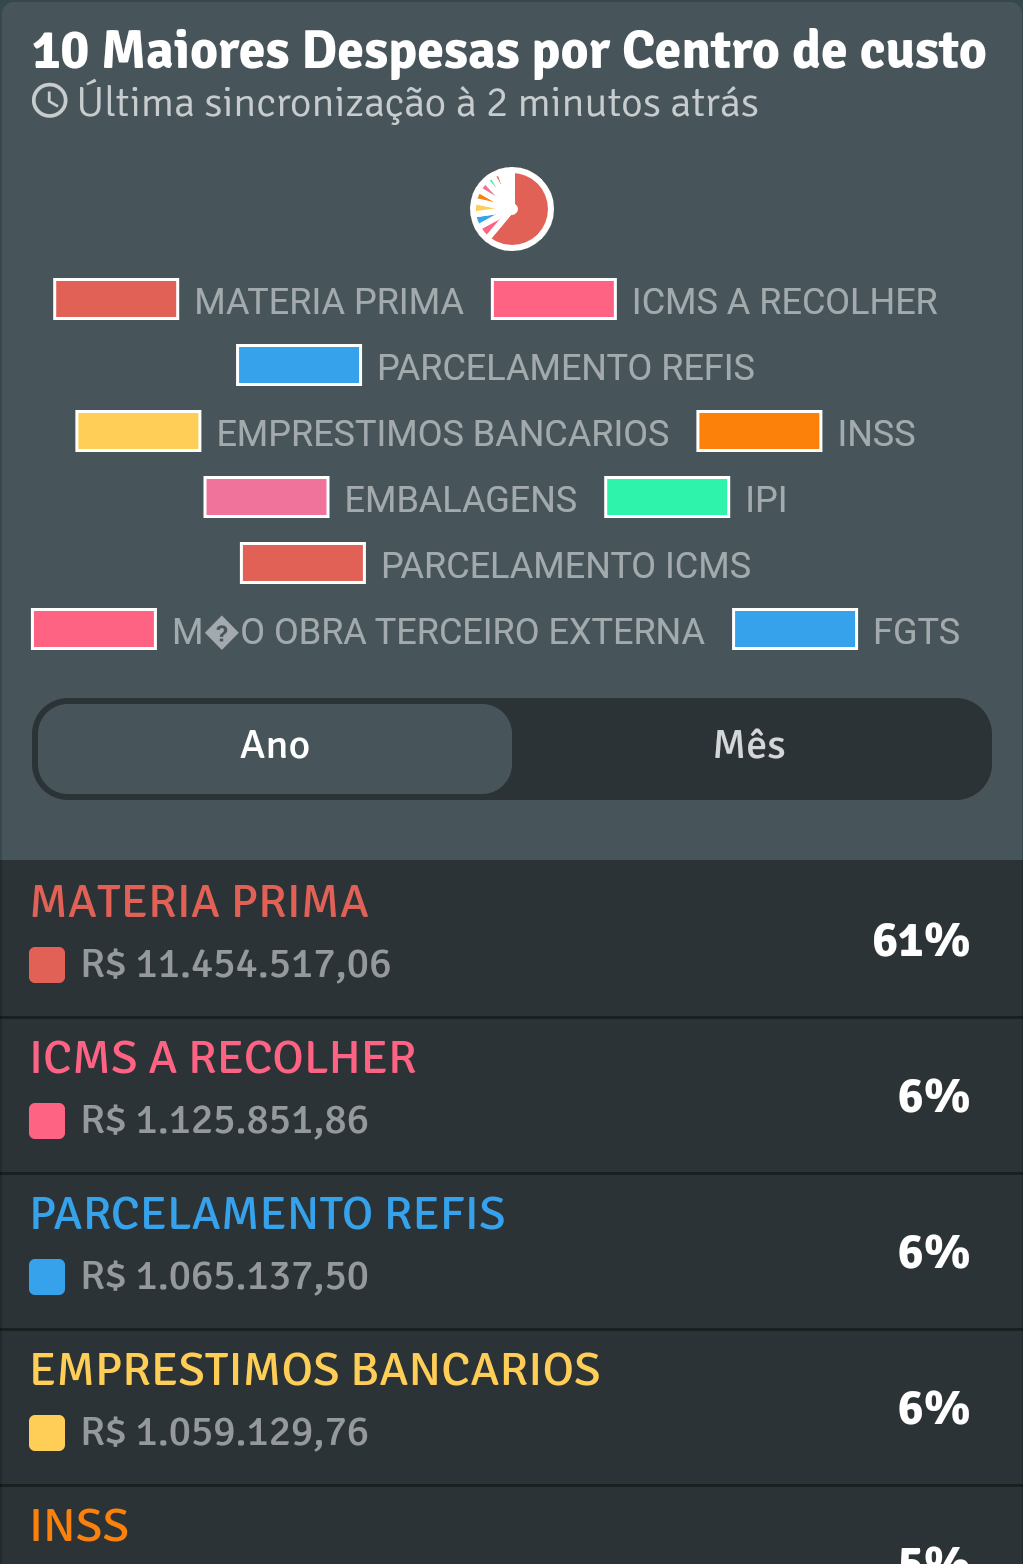 10 Maiores Despesas por Centro de custo
Última sincronização à 2 minutos atrás
MATERIA PRIMA ICMS A RECOLHER
PARCELAMENTO REFIS
EMPRESTIMOS BANCARIOS INSS
EMBALAGENS IPI
PARCELAMENTO ICMS
M�O OBRA TERCEIRO EXTERNA FGTS
Ano Mês
MATERIA PRIMA
R$ 11.454.517,06 61%
ICMS A RECOLHER
R$ 1.125.851,86 6%
PARCELAMENTO REFIS
R$ 1.065.137,50 6%
EMPRESTIMOS BANCARIOS
R$ 1.059.129,76 6%
INSS
5%